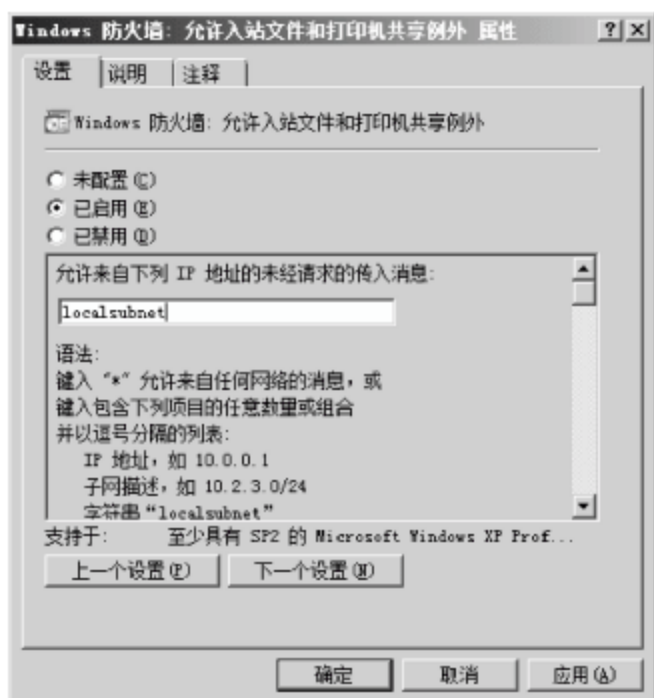 Windows 防火墙: 允许入站文件和打印机共享例外 属性
设置 说明 注释
Windows 防火墙: 允许入站文件和打印机共享例外
未配置(C)
已启用(E)
已禁用(D)
允许来自下列 IP 地址的未经请求的传入消息:
localsubnet
语法:
键入 "*" 允许来自任何网络的消息，或
键入包含下列项目的任意数量或组合
并以逗号分隔的列表:
IP 地址，如 10.0.0.1
子网描述，如 10.2.3.0/24
字符串“localsubnet”
支持于: 至少具有 SP2 的 Microsoft Windows XP Prof...
上一个设置(P) 下一个设置(N)
确定 取消 应用(A)